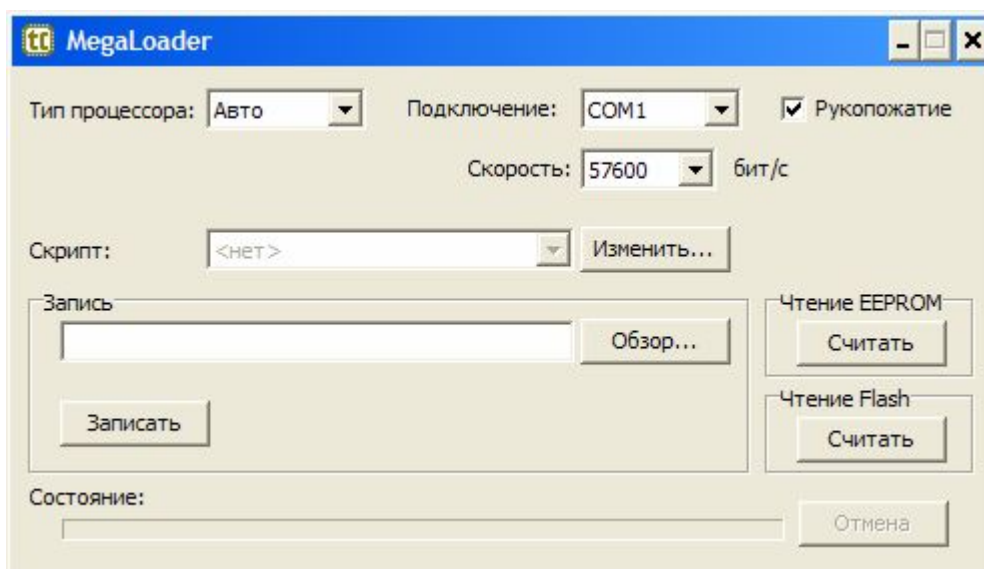 MegaLoader
Тип процессора: Авто Подключение: COM1 Рукопожатие
Скорость: 57600 бит/с
Скрипт: <нет> Изменить...
Запись
Обзор...
Записать
Чтение EEPROM
Считать
Чтение Flash
Считать
Состояние:
Отмена